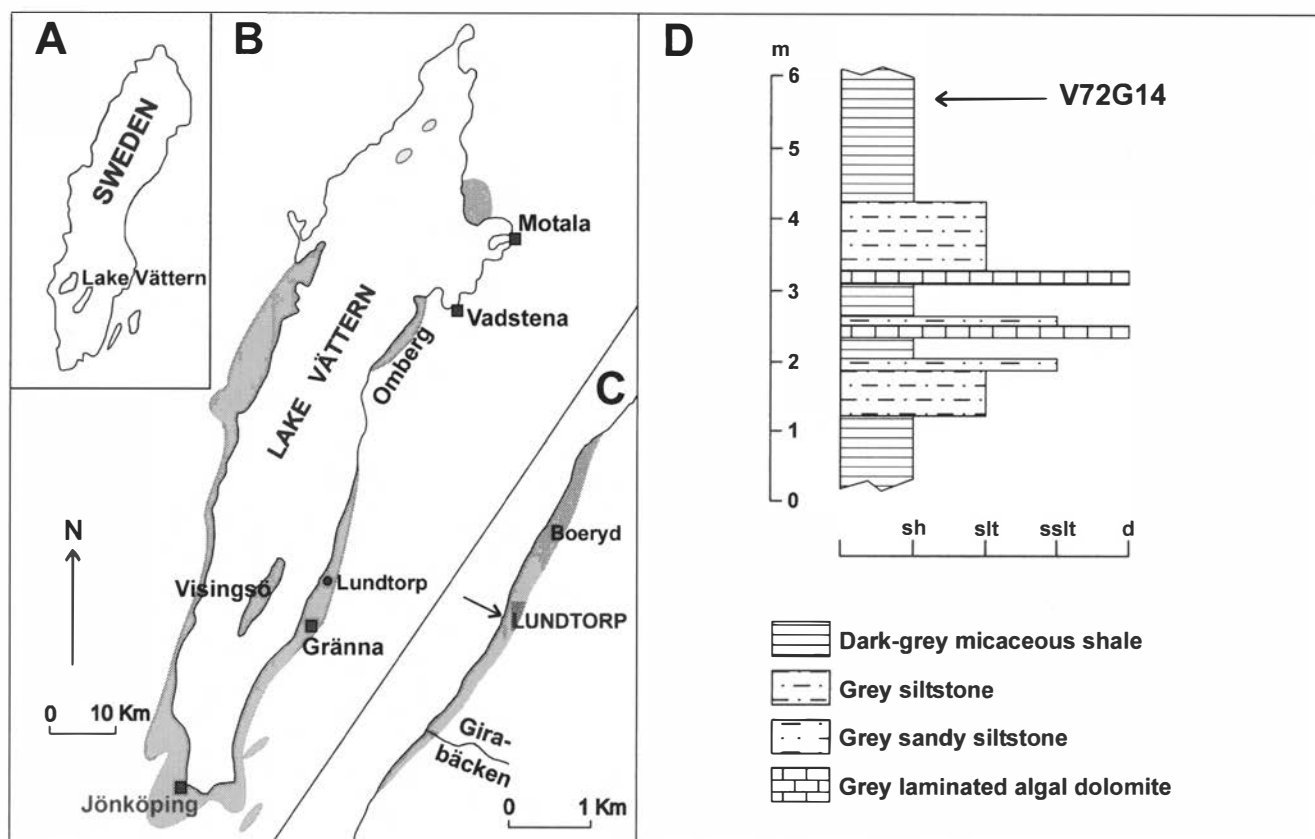 A
SWEDEN
Lake Vättern
B
Motala
Vadstena
Omberg
LAKE VÄTTERN
N
Visingsö
Lundtorp
Gränna
0 10 Km
Jönköping
C
Boeryd
LUNDTORP
Gira-
bäcken
0 1 Km
D
m
6
V72G14
5
4
3
2
1
0
sh slt sslt d
Dark-grey micaceous shale
Grey siltstone
Grey sandy siltstone
Grey laminated algal dolomite